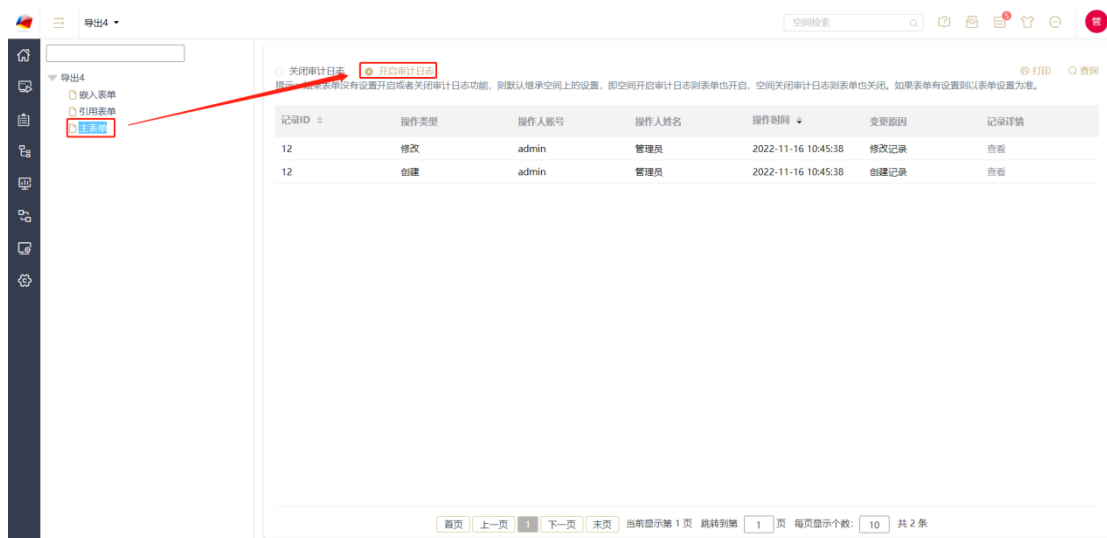 导出4
空间检索
5
管
导出4
嵌入表单
引用表单
主表单
关闭审计日志 开启审计日志
打印 查询
提示：如果表单没有设置开启或者关闭审计日志功能，则默认继承空间上的设置，即空间开启审计日志则表单也开启，空间关闭审计日志则表单也关闭。如果表单有设置则以表单设置为准。
记录ID 操作类型 操作人账号 操作人姓名 操作时间 变更原因 记录详情
12 修改 admin 管理员 2022-11-16 10:45:38 修改记录 查看
12 创建 admin 管理员 2022-11-16 10:45:38 创建记录 查看
首页 上一页 1 下一页 末页 当前显示第 1 页 跳转到第 1 页 每页显示个数: 10 共 2 条